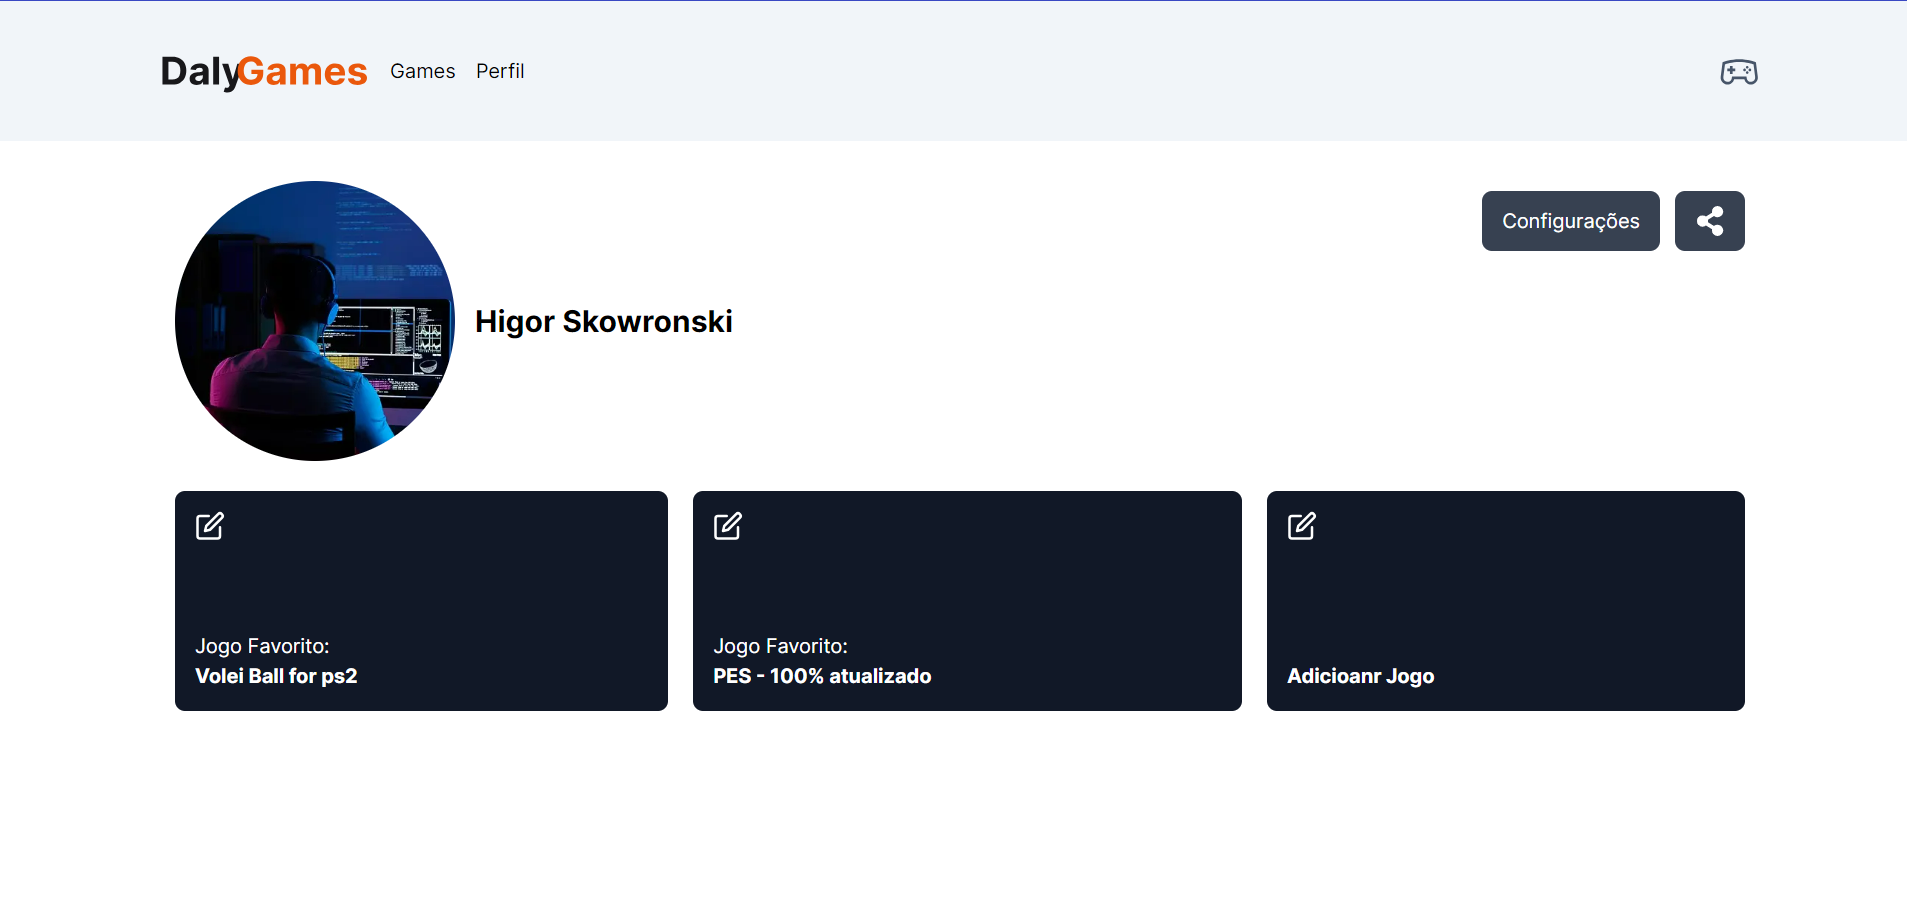 DalyGames Games Perfil
Configurações
Higor Skowronski
Jogo Favorito:
Volei Ball for ps2
Jogo Favorito:
PES - 100% atualizado
Adicioanr Jogo